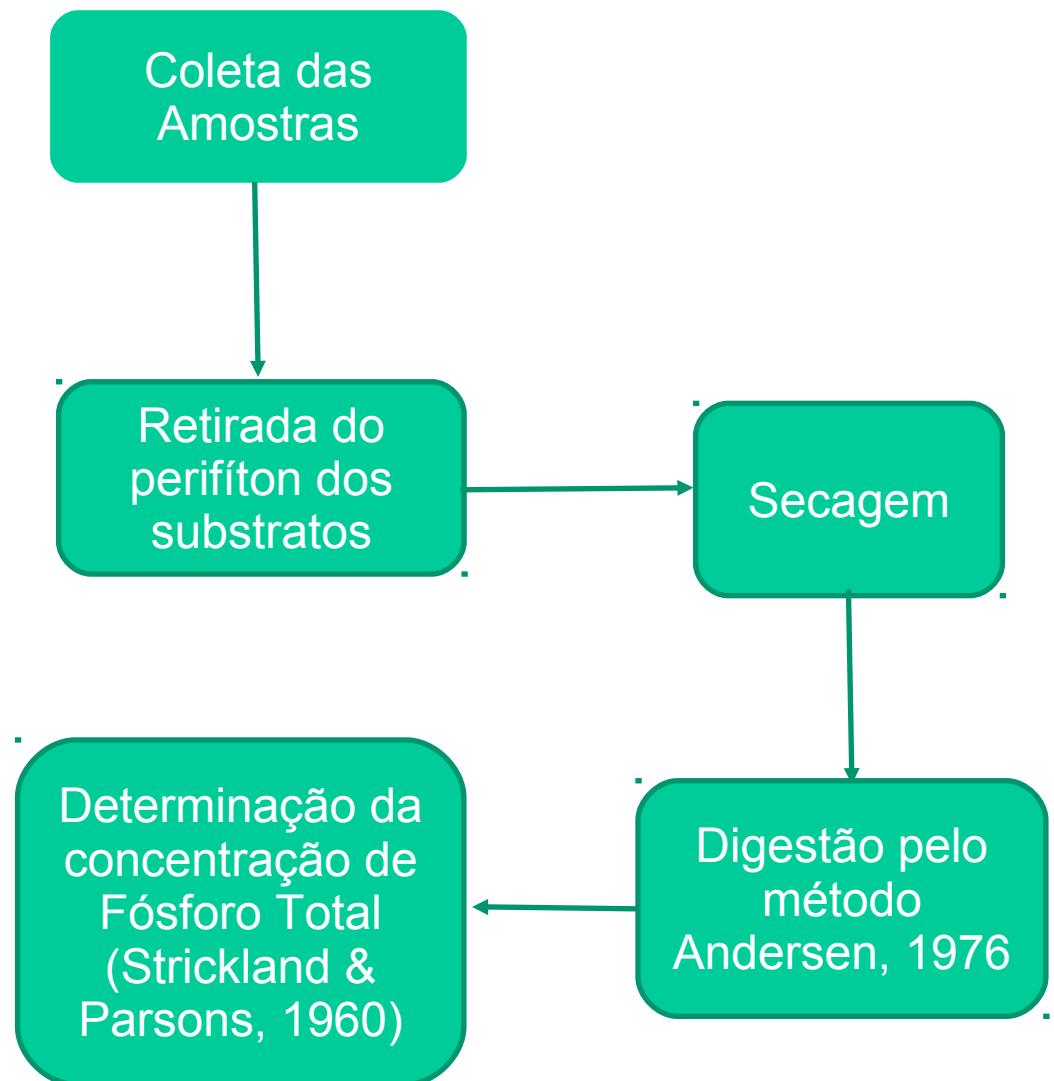 Coleta das
Amostras
Retirada do
perifíton dos
substratos
Secagem
Digestão pelo
método
Andersen, 1976
Determinação da
concentração de
Fósforo Total
(Strickland &
Parsons, 1960)